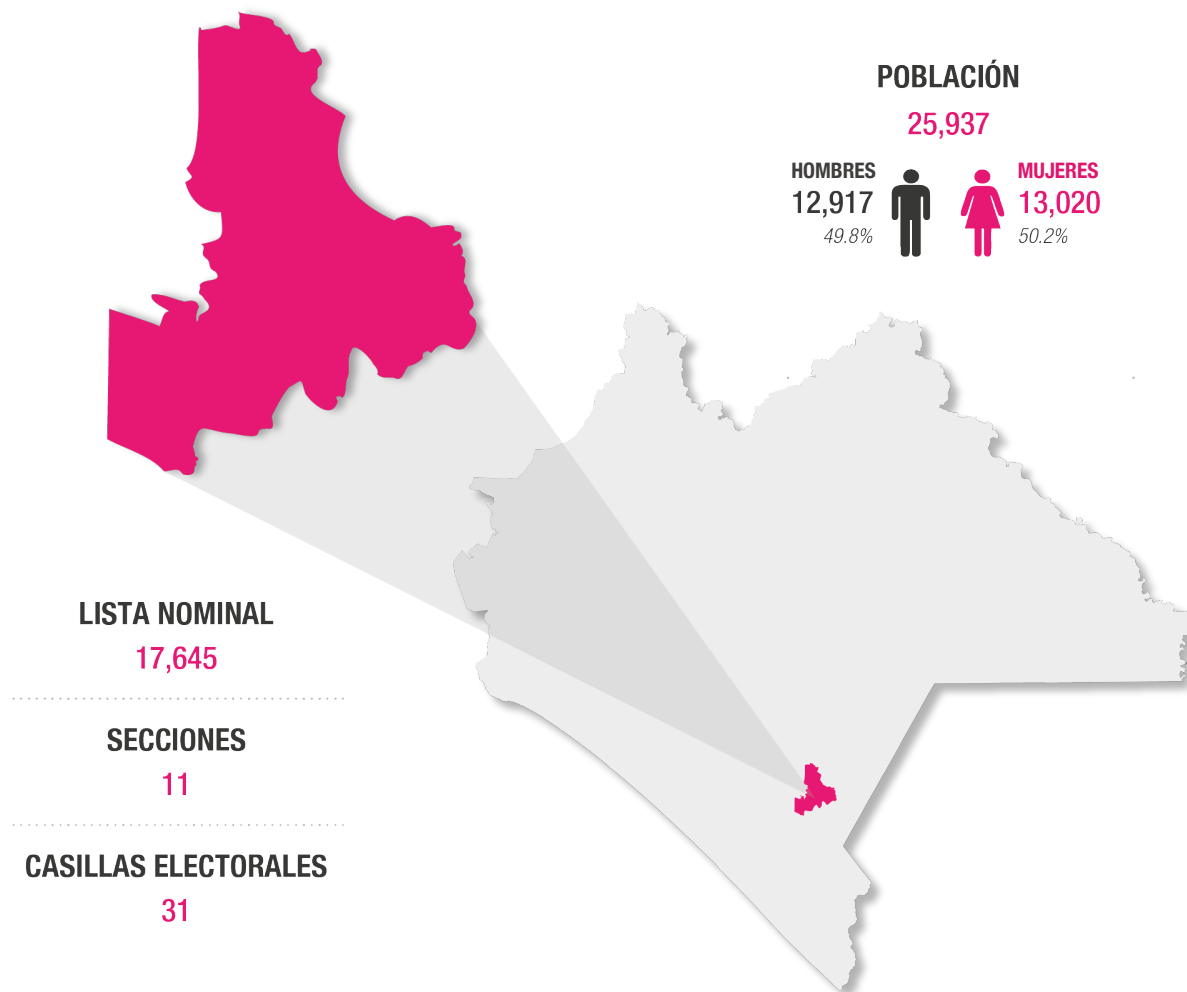 POBLACIÓN
25,937
HOMBRES
12,917
49.8%
MUJERES
13,020
50.2%
LISTA NOMINAL
17,645
SECCIONES
11
CASILLAS ELECTORALES
31